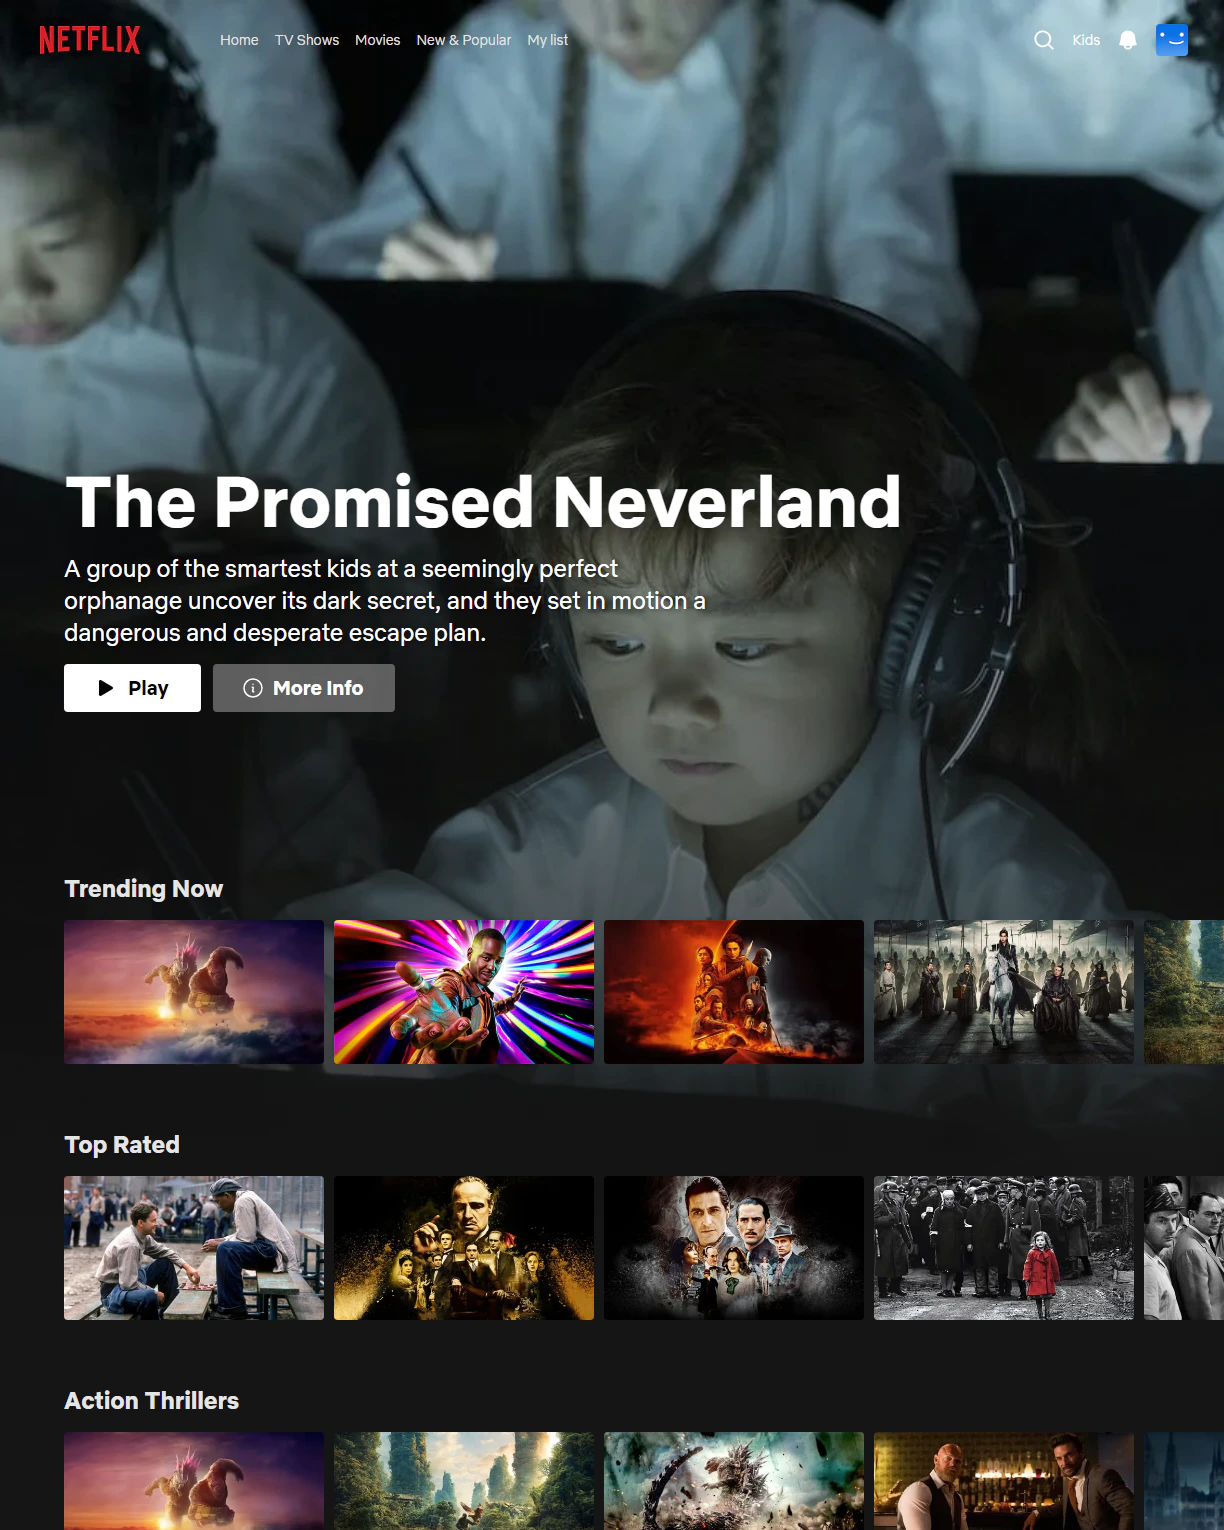 NETFLIX
Home TV Shows Movies New & Popular My list
Kids
The Promised Neverland
A group of the smartest kids at a seemingly perfect
orphanage uncover its dark secret, and they set in motion a
dangerous and desperate escape plan.
Play
More Info
Trending Now
Top Rated
Action Thrillers